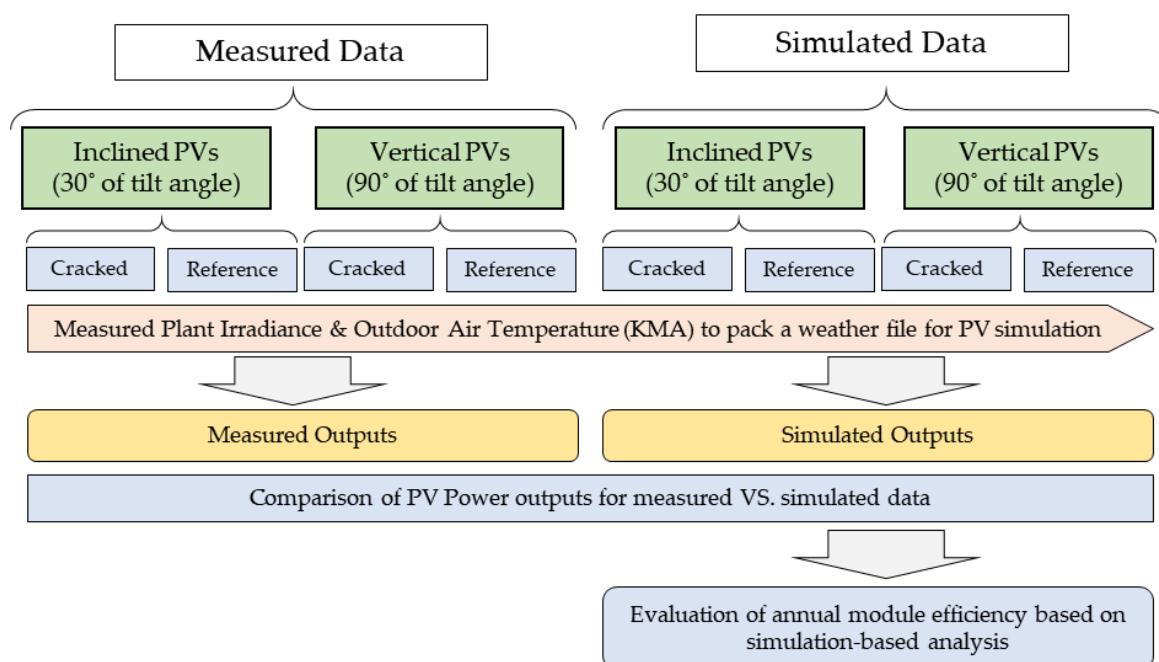 Measured Data
Simulated Data
Inclined PVs
(30° of tilt angle)
Vertical PVs
(90° of tilt angle)
Inclined PVs
(30° of tilt angle)
Vertical PVs
(90° of tilt angle)
Cracked
Reference
Cracked
Reference
Cracked
Reference
Cracked
Reference
Measured Plant Irradiance & Outdoor Air Temperature (KMA) to pack a weather file for PV simulation
Measured Outputs
Simulated Outputs
Comparison of PV Power outputs for measured VS. simulated data
Evaluation of annual module efficiency based on
simulation-based analysis